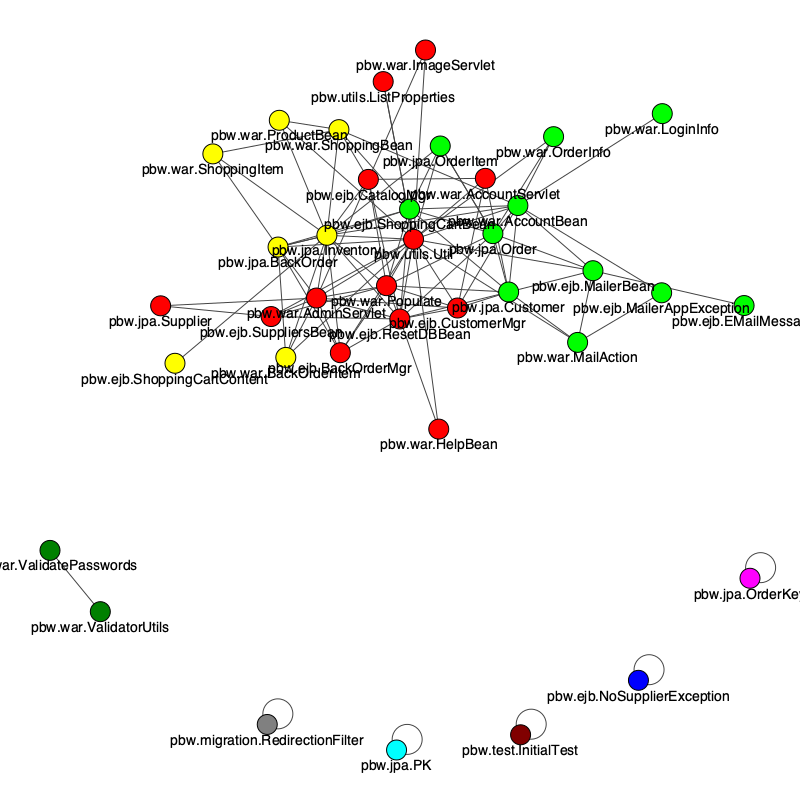 pbw.war.ImageServlet
pbw.utils.ListProperties
pbw.war.LoginInfo
pbw.war.ProductBean
pbw.war.ShoppingBean
pbw.war.OrderInfo
pbw.jpa.OrderItem
pbw.war.ShoppingItem
pbw.ejb.CatalogMgr
pbw.war.AccountServlet
pbw.war.AccountBean
pbw.ejb.ShoppingCartBean
pbw.jpa.Inventory
pbw.utils.Util
pbw.jpa.Order
pbw.jpa.BackOrder
pbw.ejb.MailerBean
pbw.war.Populate
pbw.jpa.Customer
pbw.ejb.MailerAppException
pbw.war.AdminServlet
pbw.jpa.Supplier
pbw.ejb.EMailMessa
pbw.ejb.CustomerMgr
pbw.ejb.SuppliersBean
pbw.ejb.ResetDBBean
pbw.war.MailAction
pbw.ejb.BackOrderMgr
pbw.war.BackOrderItem
pbw.ejb.ShoppingCartContent
pbw.war.HelpBean
var.ValidatePasswords
pbw.jpa.OrderKey
pbw.war.ValidatorUtils
pbw.ejb.NoSupplierException
pbw.migration.RedirectionFilter
pbw.test.InitialTest
pbw.jpa.PK